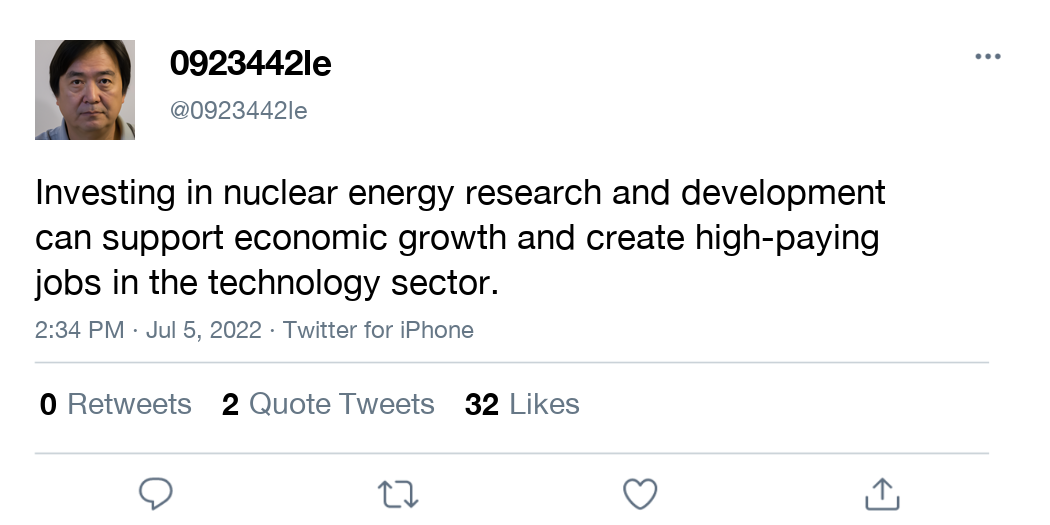 0923442le
@0923442le
Investing in nuclear energy research and development
can support economic growth and create high-paying
jobs in the technology sector.
2:34 PM · Jul 5, 2022 · Twitter for iPhone
0 Retweets 2 Quote Tweets 32 Likes